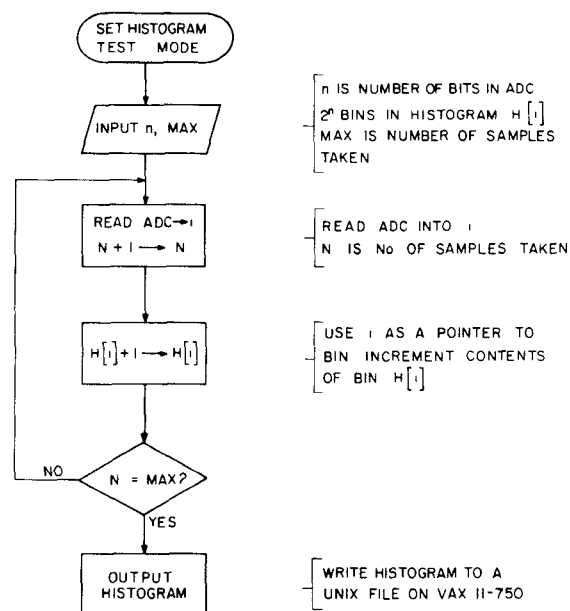 SET HISTOGRAM
TEST MODE
INPUT n, MAX
n IS NUMBER OF BITS IN ADC
2ⁿ BINS IN HISTOGRAM H[i]
MAX IS NUMBER OF SAMPLES
TAKEN
READ ADC→i
N + 1 → N
READ ADC INTO i
N IS No OF SAMPLES TAKEN
H[i]+1→H[i]
USE i AS A POINTER TO
BIN INCREMENT CONTENTS
OF BIN H[i]
NO
N = MAX?
YES
OUTPUT
HISTOGRAM
WRITE HISTOGRAM TO A
UNIX FILE ON VAX 11-750